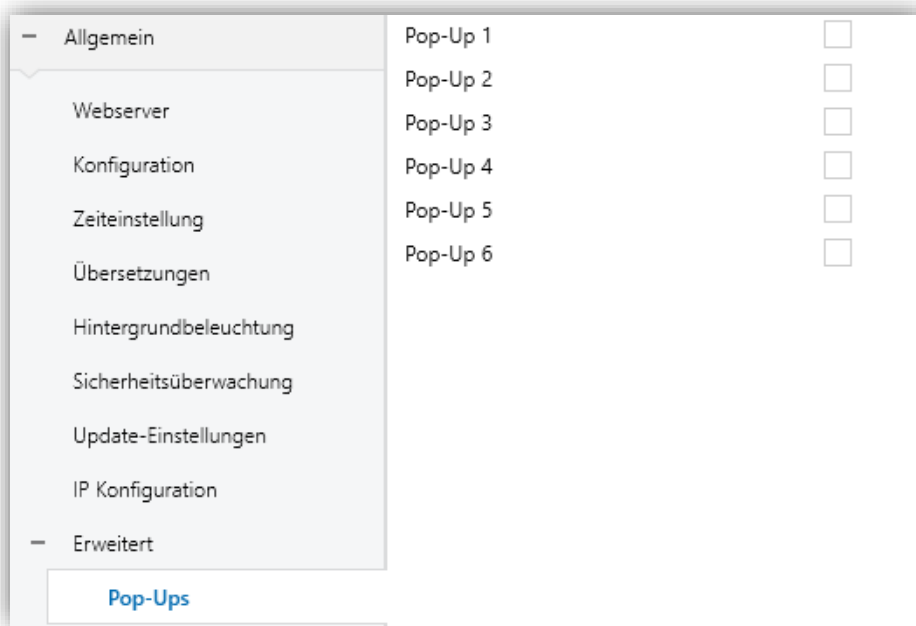 Allgemein
Webserver
Konfiguration
Zeiteinstellung
Übersetzungen
Hintergrundbeleuchtung
Sicherheitsüberwachung
Update-Einstellungen
IP Konfiguration
Erweitert
Pop-Ups
Pop-Up 1
Pop-Up 2
Pop-Up 3
Pop-Up 4
Pop-Up 5
Pop-Up 6